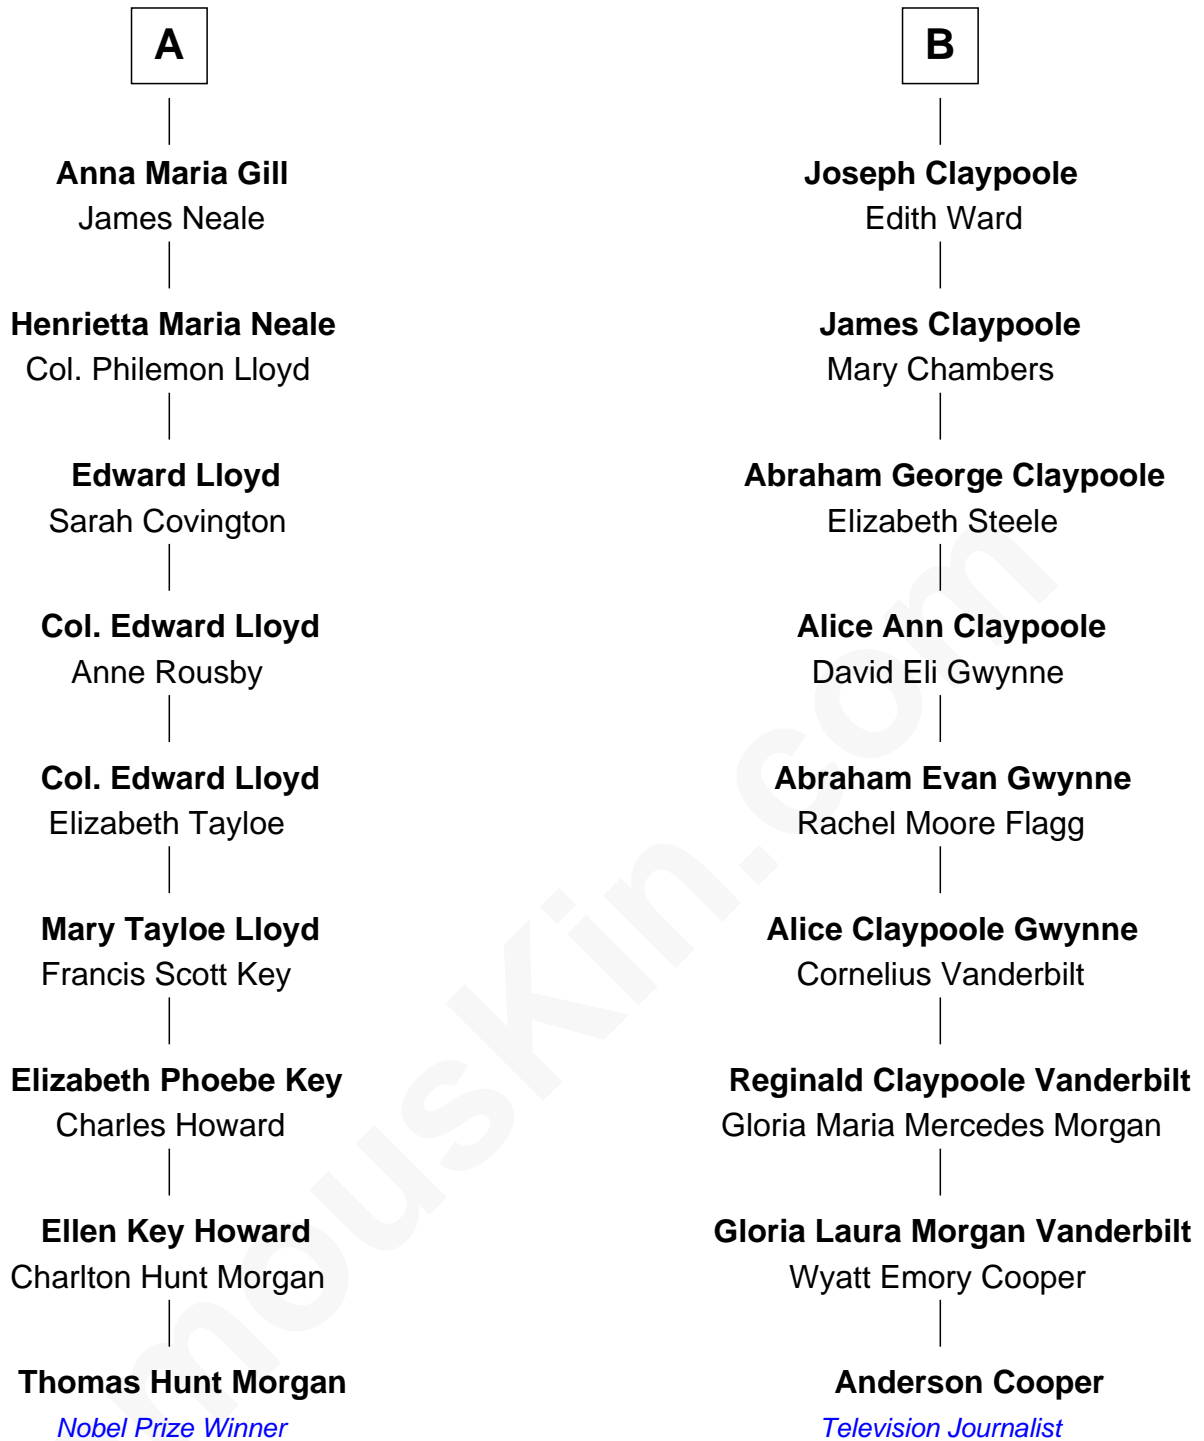 A
Anna Maria Gill
James Neale
Henrietta Maria Neale
Col. Philemon Lloyd
Edward Lloyd
Sarah Covington
Col. Edward Lloyd
Anne Rousby
Col. Edward Lloyd
Elizabeth Tayloe
Mary Tayloe Lloyd
Francis Scott Key
Elizabeth Phoebe Key
Charles Howard
Ellen Key Howard
Charlton Hunt Morgan
Thomas Hunt Morgan
Nobel Prize Winner
B
Joseph Claypoole
Edith Ward
James Claypoole
Mary Chambers
Abraham George Claypoole
Elizabeth Steele
Alice Ann Claypoole
David Eli Gwynne
Abraham Evan Gwynne
Rachel Moore Flagg
Alice Claypoole Gwynne
Cornelius Vanderbilt
Reginald Claypoole Vanderbilt
Gloria Maria Mercedes Morgan
Gloria Laura Morgan Vanderbilt
Wyatt Emory Cooper
Anderson Cooper
Television Journalist
mousKin.com